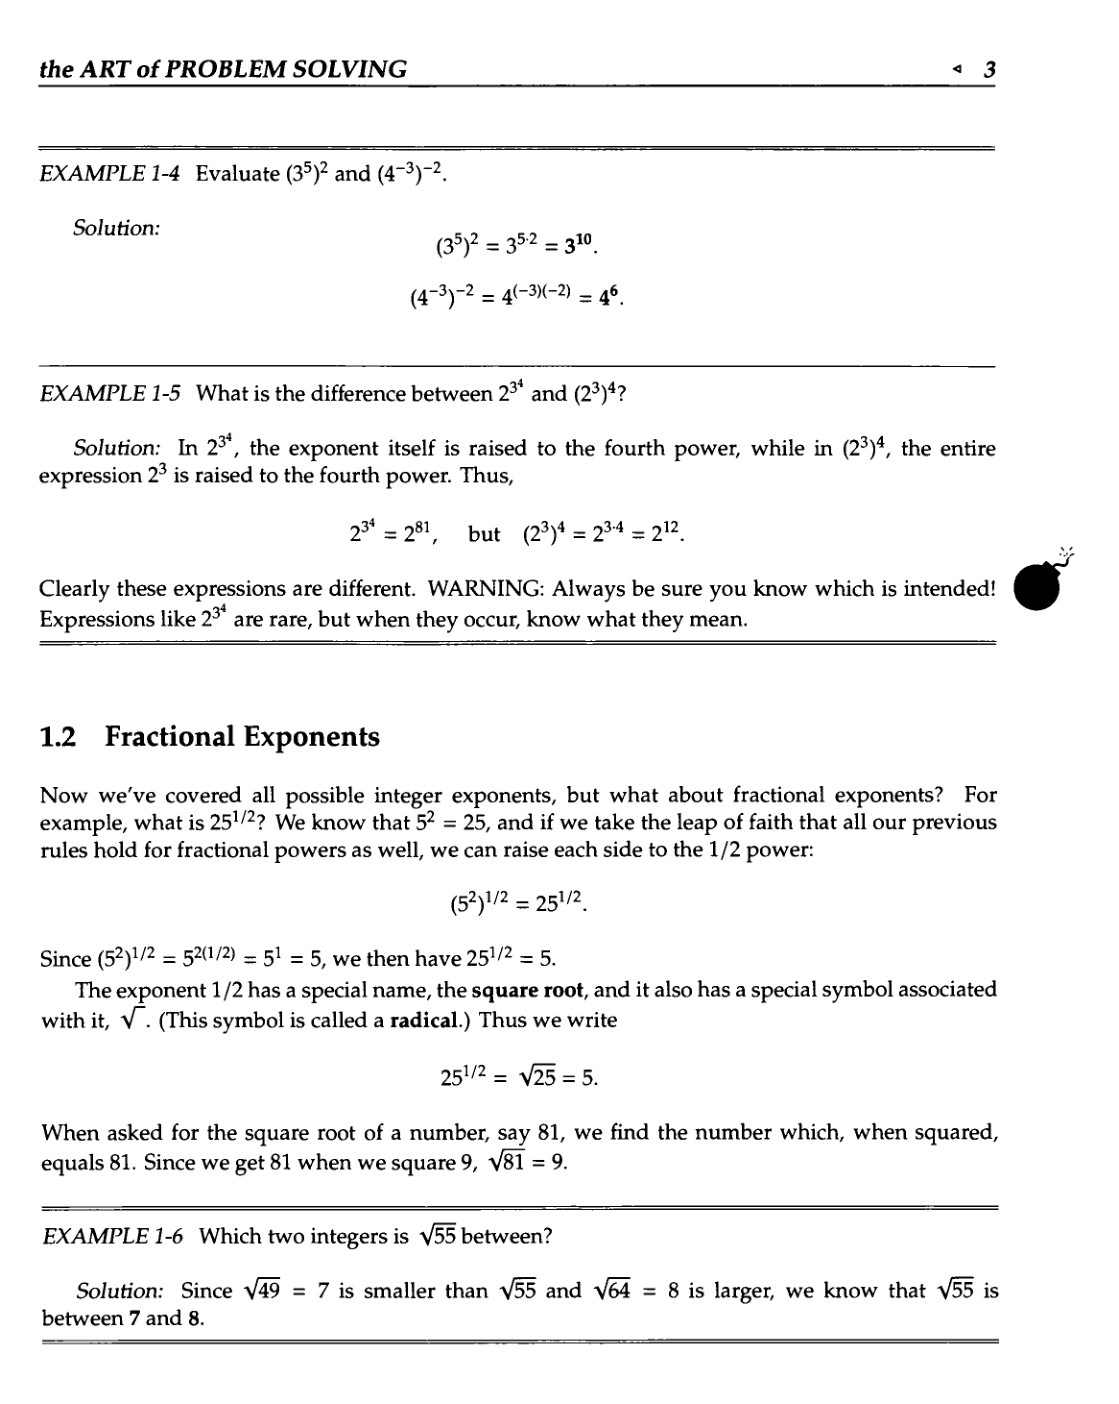 the ART of PROBLEM SOLVING ◃ 3
EXAMPLE 1-4 Evaluate (3⁵)² and (4⁻³)⁻².
Solution:
(3⁵)² = 3⁵·² = 3¹⁰.
(4⁻³)⁻² = 4⁽⁻³⁾⁽⁻²⁾ = 4⁶.
EXAMPLE 1-5 What is the difference between 2^{3^4} and (2³)⁴?
Solution: In 2^{3^4}, the exponent itself is raised to the fourth power, while in (2³)⁴, the entire
expression 2³ is raised to the fourth power. Thus,
2^{3^4} = 2⁸¹, but (2³)⁴ = 2³·⁴ = 2¹².
Clearly these expressions are different. WARNING: Always be sure you know which is intended!
Expressions like 2^{3^4} are rare, but when they occur, know what they mean.
1.2 Fractional Exponents
Now we've covered all possible integer exponents, but what about fractional exponents? For
example, what is 25^{1/2}? We know that 5² = 25, and if we take the leap of faith that all our previous
rules hold for fractional powers as well, we can raise each side to the 1/2 power:
(5²)^{1/2} = 25^{1/2}.
Since (5²)^{1/2} = 5^{2(1/2)} = 5¹ = 5, we then have 25^{1/2} = 5.
The exponent 1/2 has a special name, the square root, and it also has a special symbol associated
with it, √ . (This symbol is called a radical.) Thus we write
25^{1/2} = √25 = 5.
When asked for the square root of a number, say 81, we find the number which, when squared,
equals 81. Since we get 81 when we square 9, √81 = 9.
EXAMPLE 1-6 Which two integers is √55 between?
Solution: Since √49 = 7 is smaller than √55 and √64 = 8 is larger, we know that √55 is
between 7 and 8.